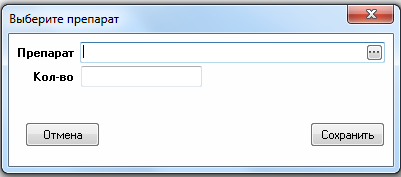 Выберите препарат
Препарат
Кол-во
Отмена Сохранить